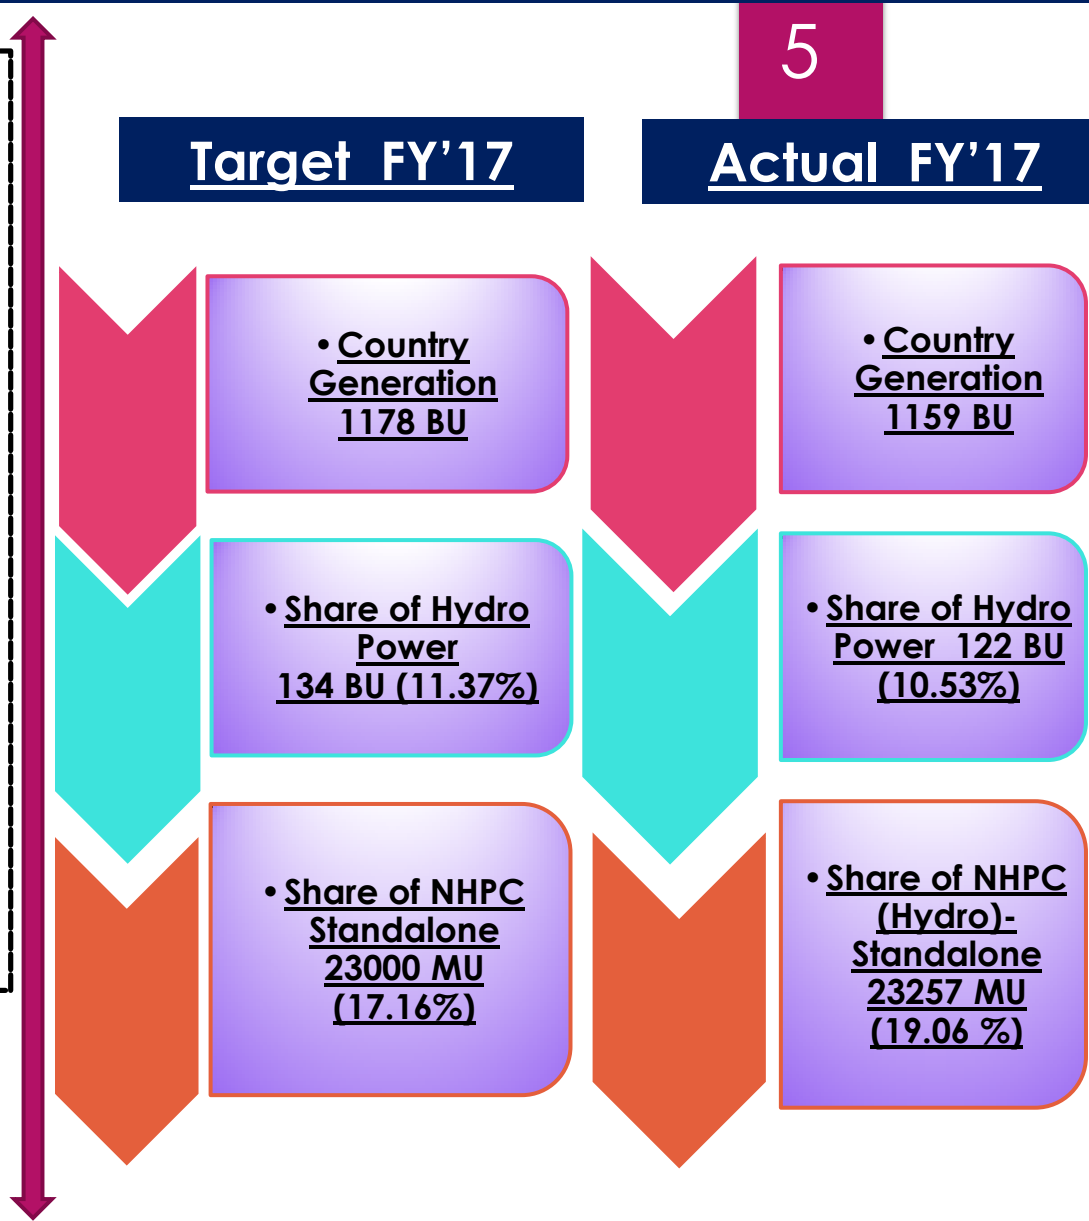 5
Target FY’17
Actual FY’17
• Country
Generation
1178 BU
• Country
Generation
1159 BU
• Share of Hydro
Power
134 BU (11.37%)
• Share of Hydro
Power 122 BU
(10.53%)
• Share of NHPC
Standalone
23000 MU
(17.16%)
• Share of NHPC
(Hydro)-
Standalone
23257 MU
(19.06 %)